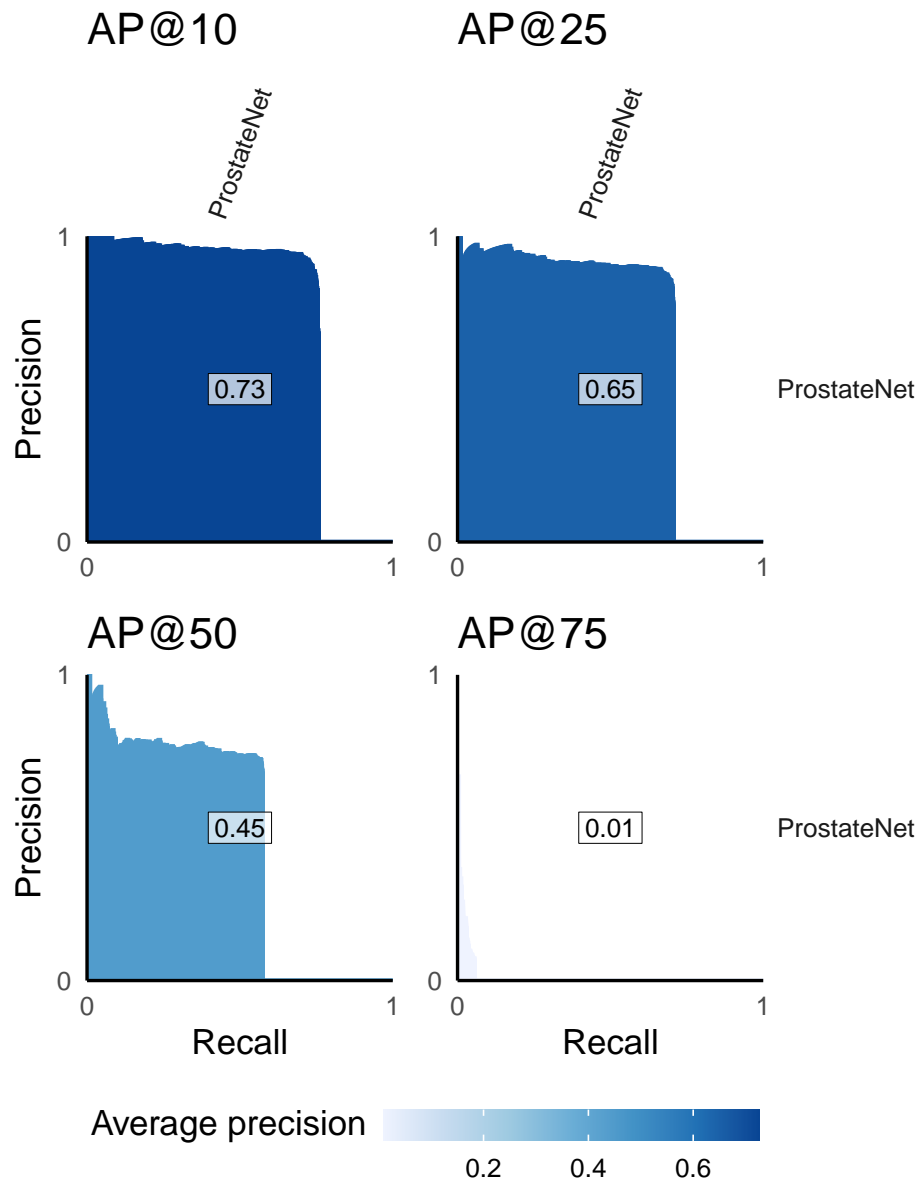 AP@10
AP@25
ProstateNet
ProstateNet
1
1
Precision
0.73
0.65
ProstateNet
0
0
0
1
0
1
AP@50
AP@75
1
1
Precision
0.45
0.01
ProstateNet
0
0
0
1
0
1
Recall
Recall
Average precision
0.2
0.4
0.6